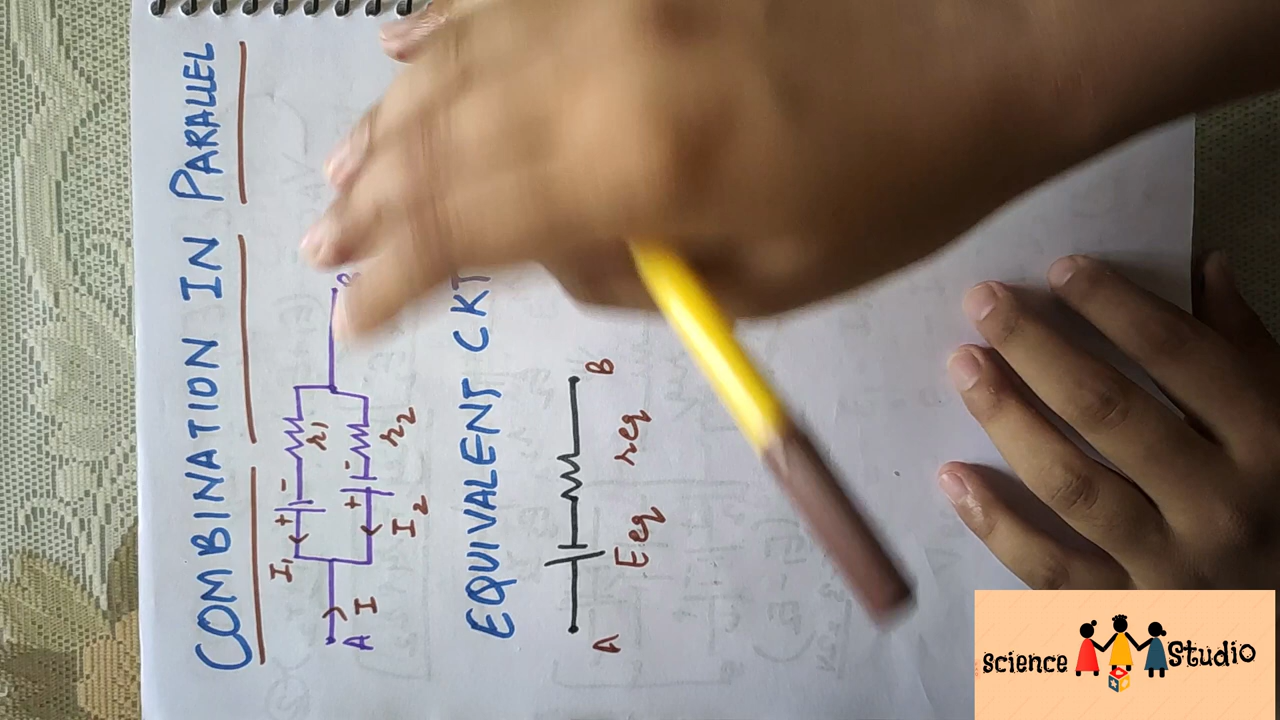 COMBINATION IN PARALLEL
I1 + - r1
+ - r2
I2
A I B
EQUIVALENT CKT
A B
Eeq req
Science Studio